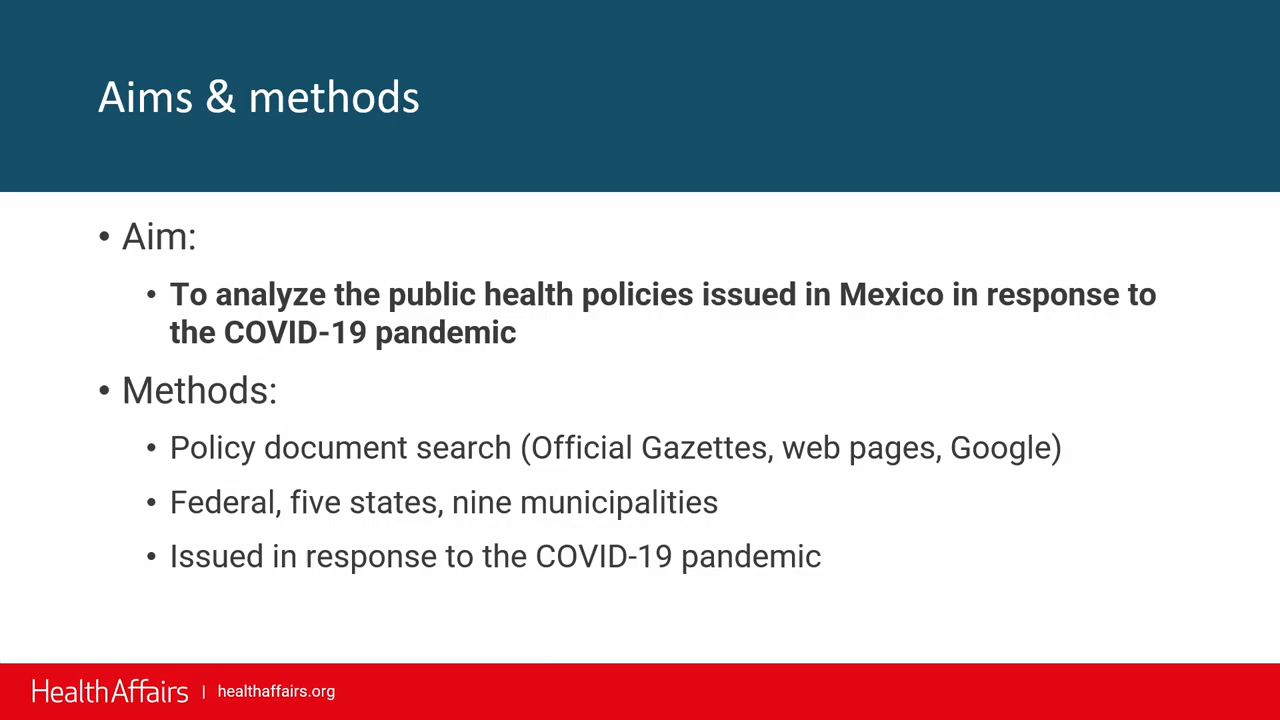 Aims & methods
• Aim:
• To analyze the public health policies issued in Mexico in response to
the COVID-19 pandemic
• Methods:
• Policy document search (Official Gazettes, web pages, Google)
• Federal, five states, nine municipalities
• Issued in response to the COVID-19 pandemic
HealthAffairs | healthaffairs.org